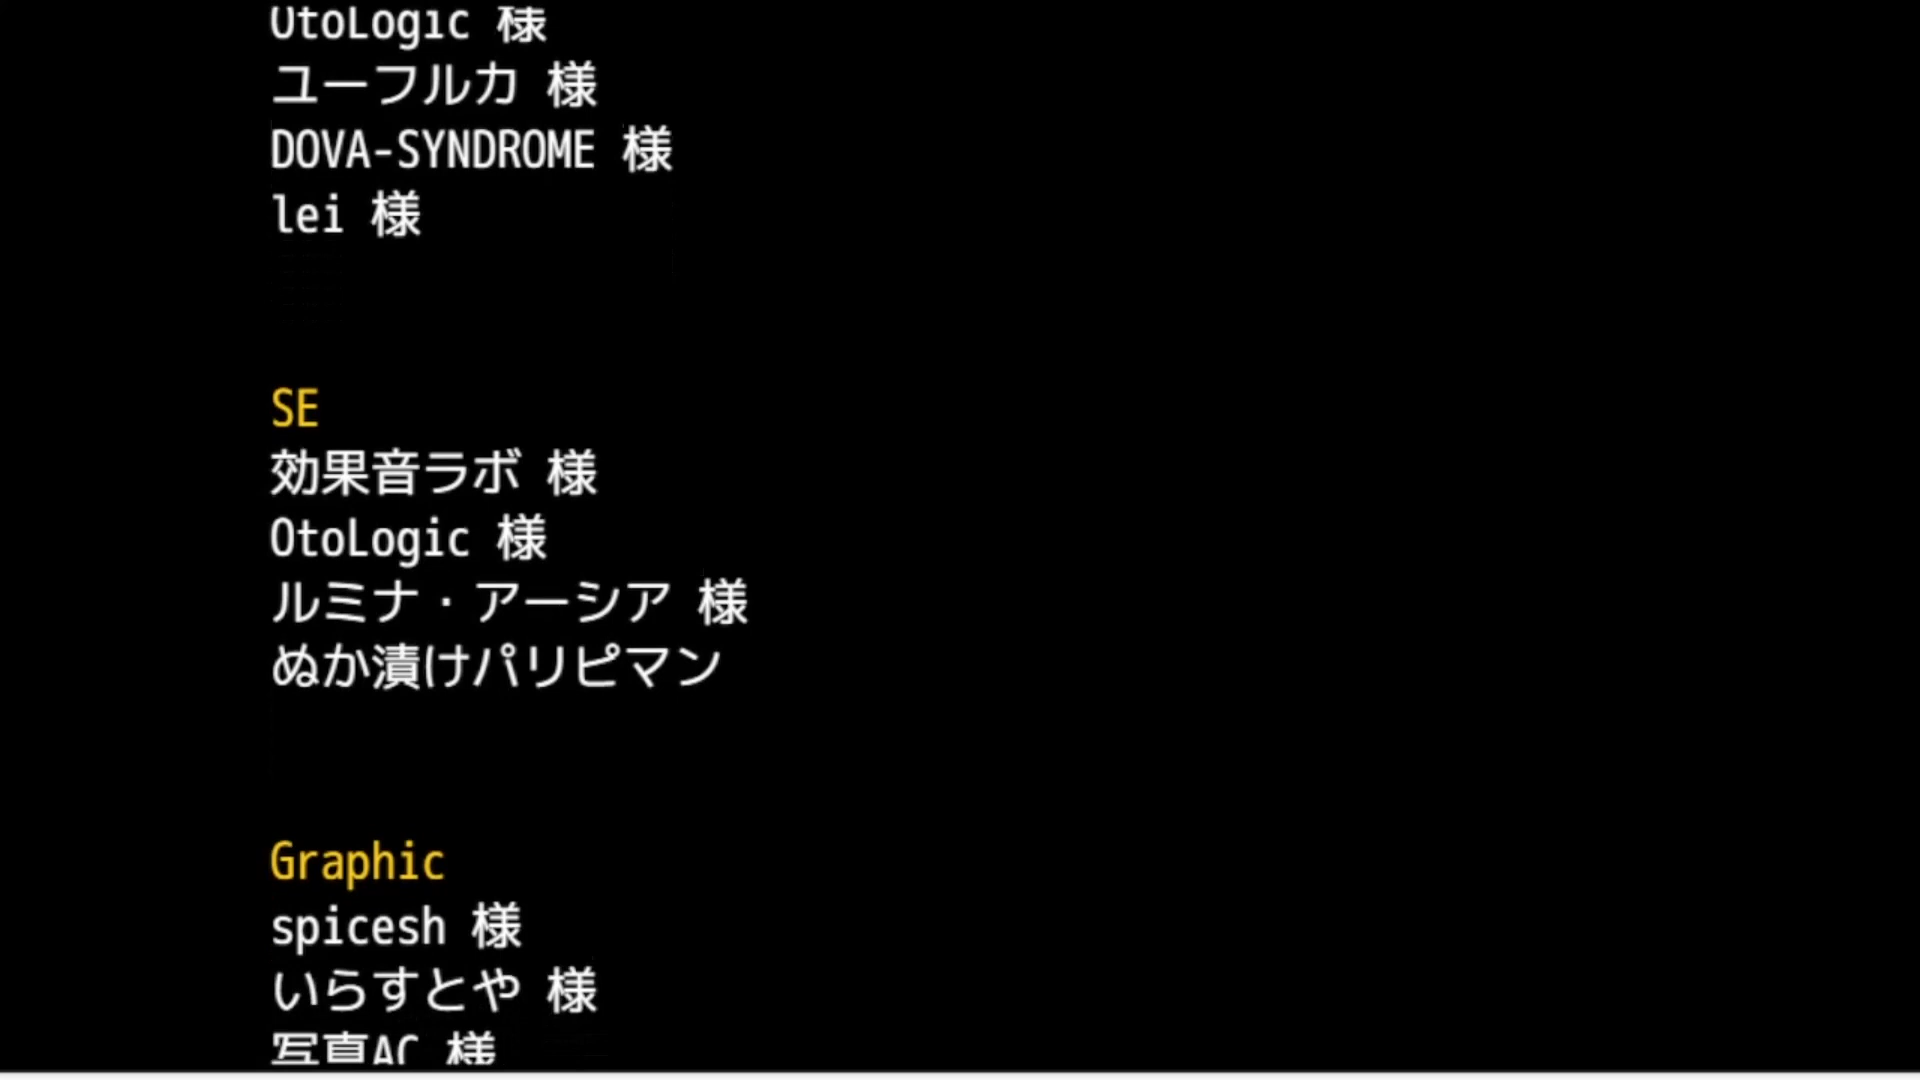 OtoLogic 様
ユーフルカ 様
DOVA-SYNDROME 様
lei 様
SE
効果音ラボ 様
OtoLogic 様
ルミナ・アーシア 様
ぬか漬けパリピマン
Graphic
spicesh 様
いらすとや 様
写真AC 様